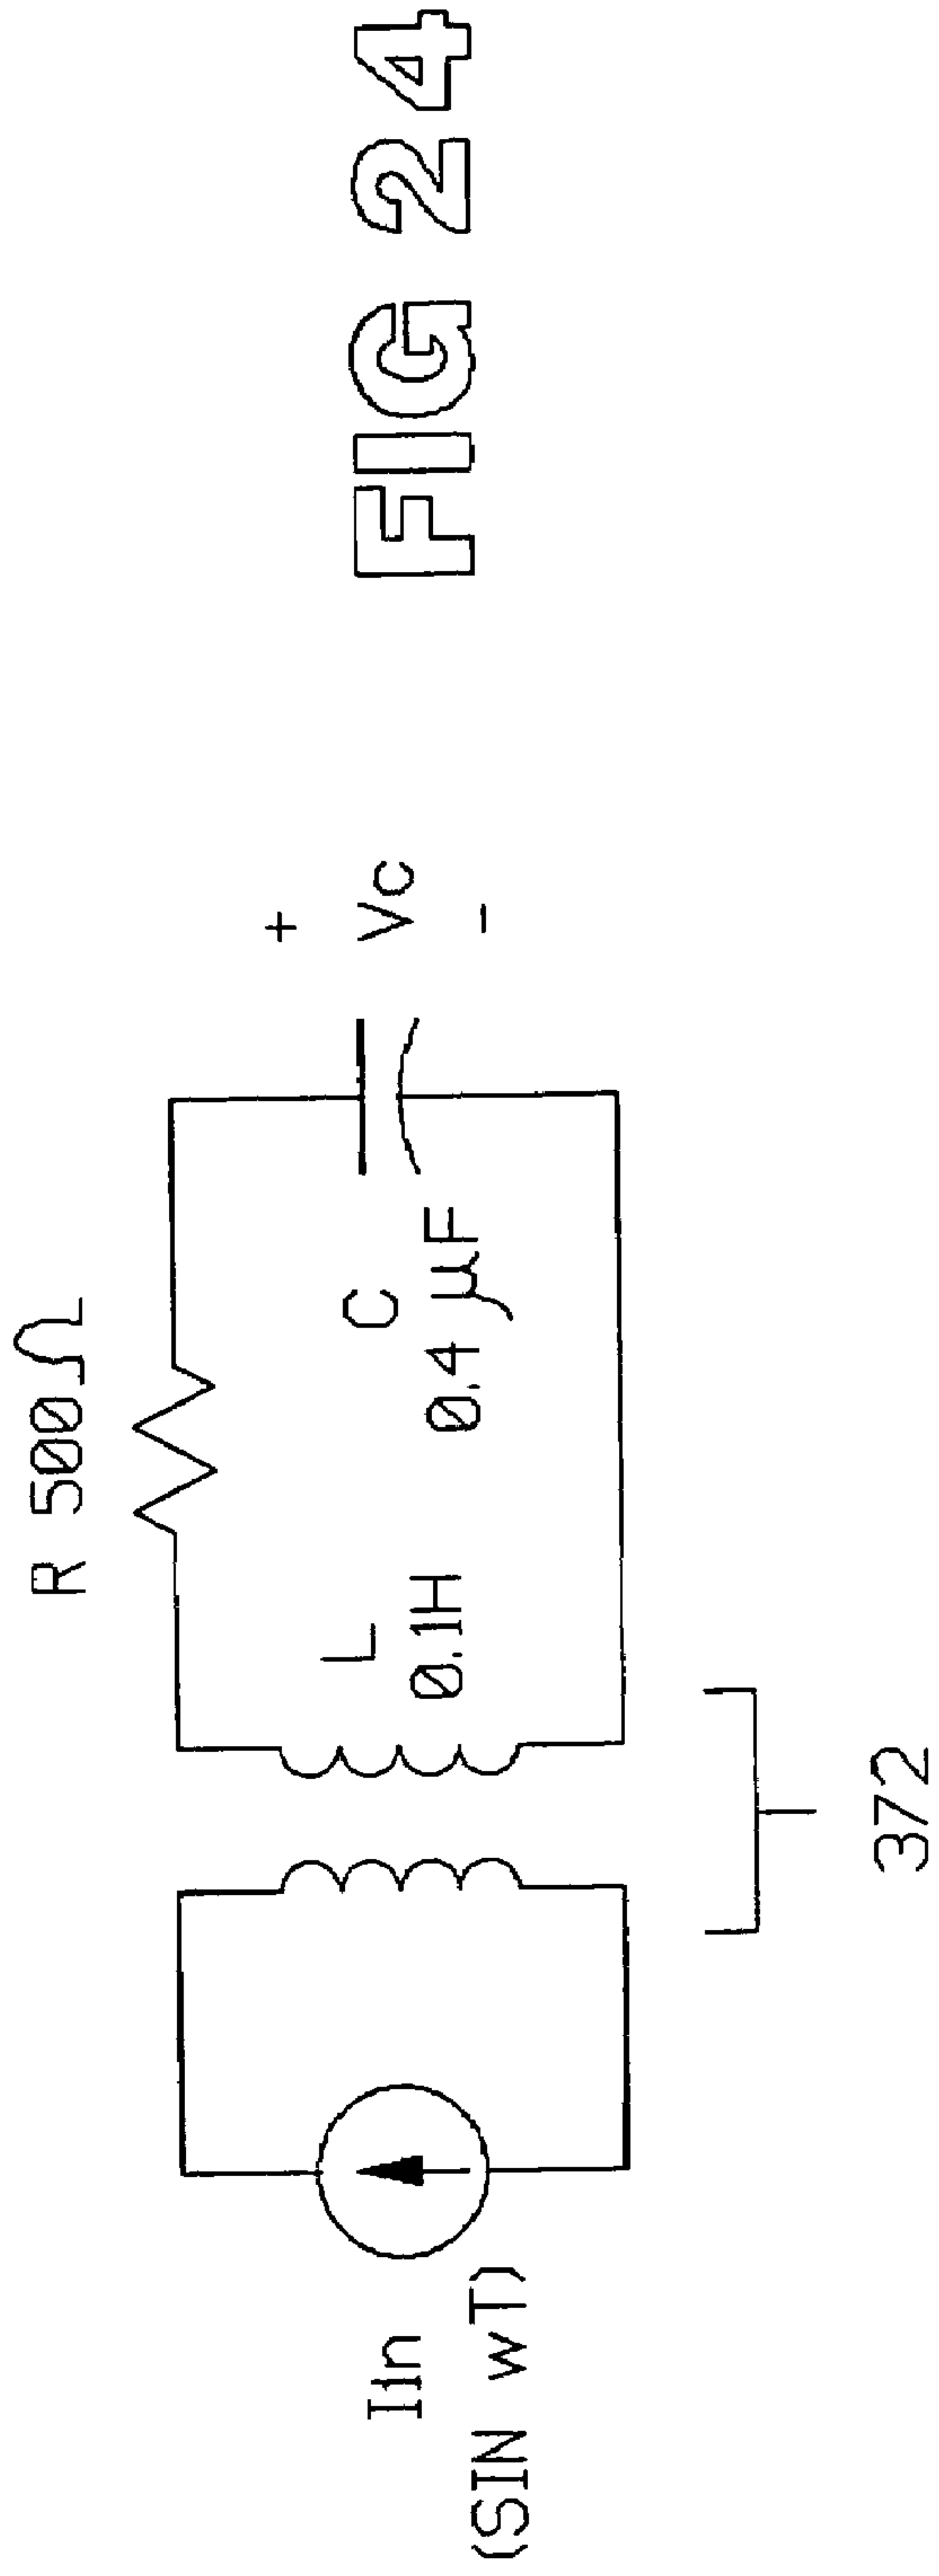 R 500Ω
+
Vc
-
L
0.1H
C
0.4 µF
Iin
(SIN wT)
372
FIG 24